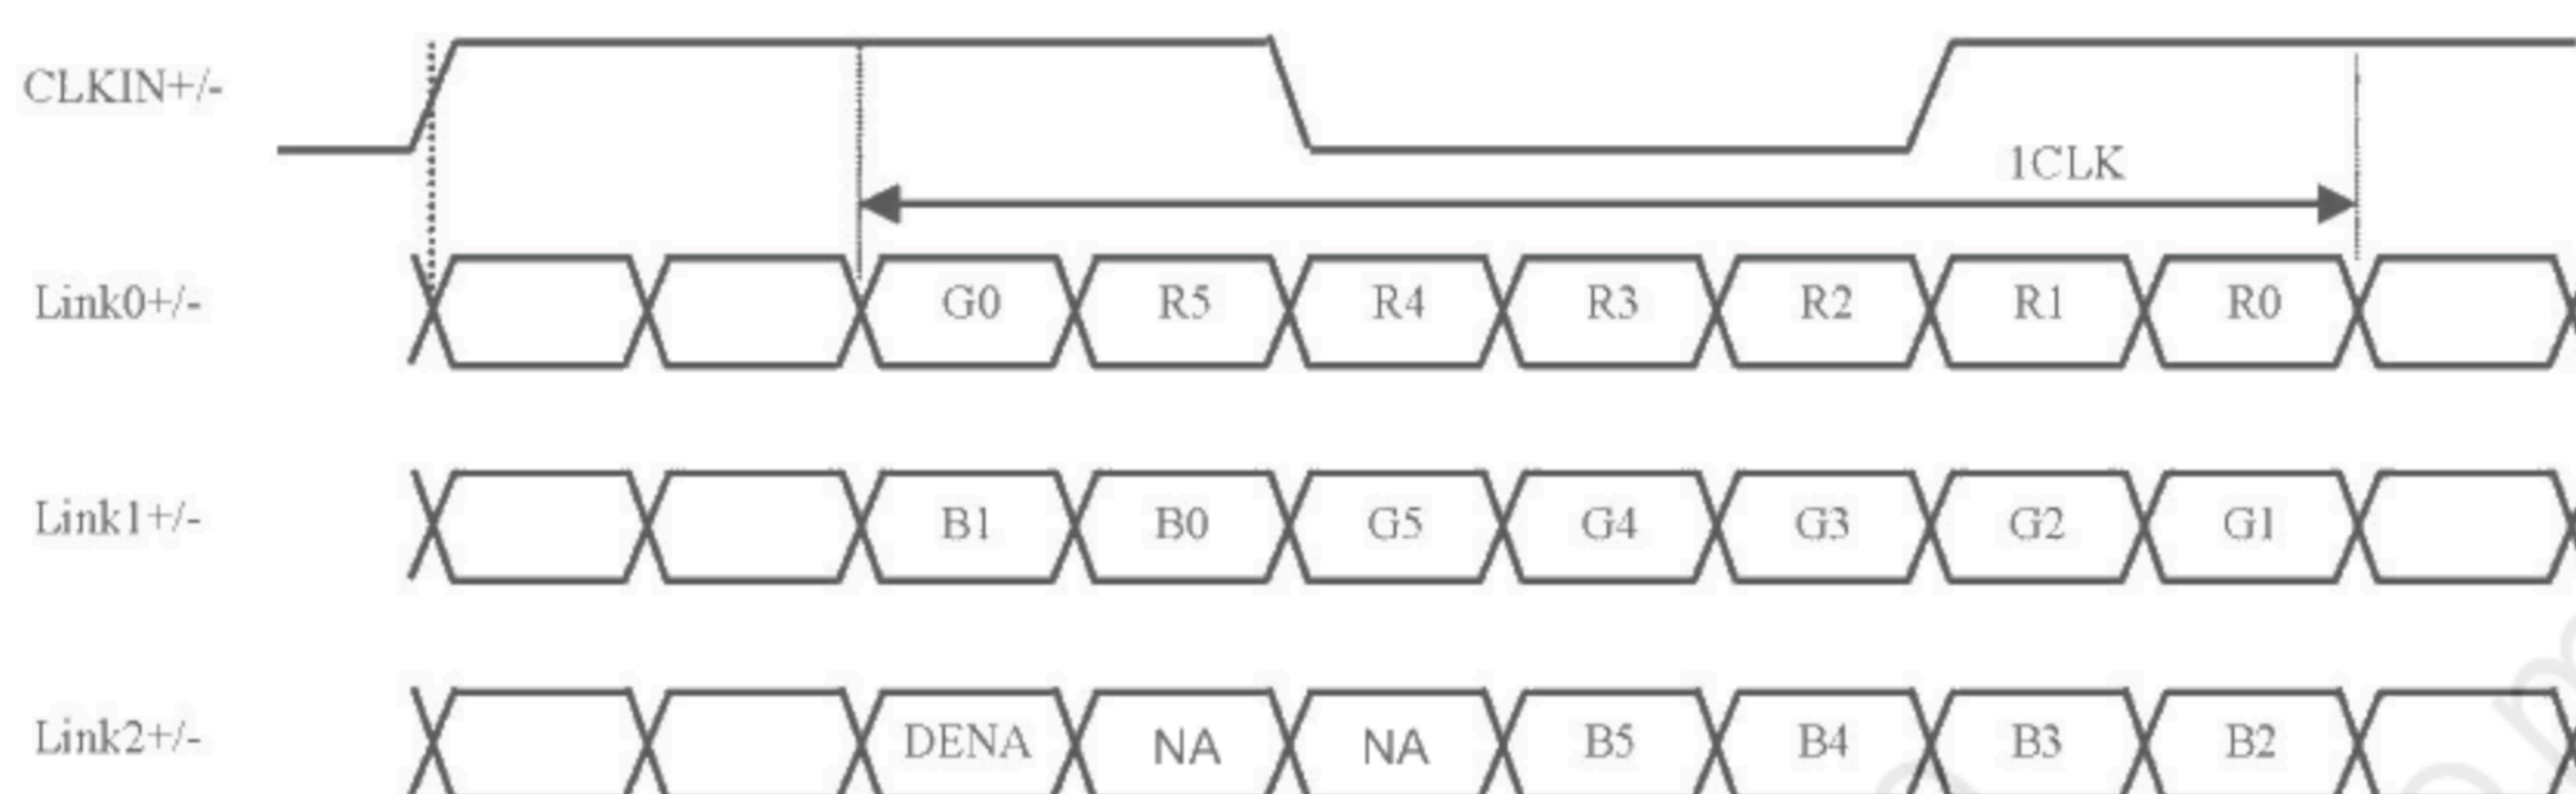 CLKIN+/-
1CLK
Link0+/- G0 R5 R4 R3 R2 R1 R0
Link1+/- B1 B0 G5 G4 G3 G2 G1
Link2+/- DENA NA NA B5 B4 B3 B2